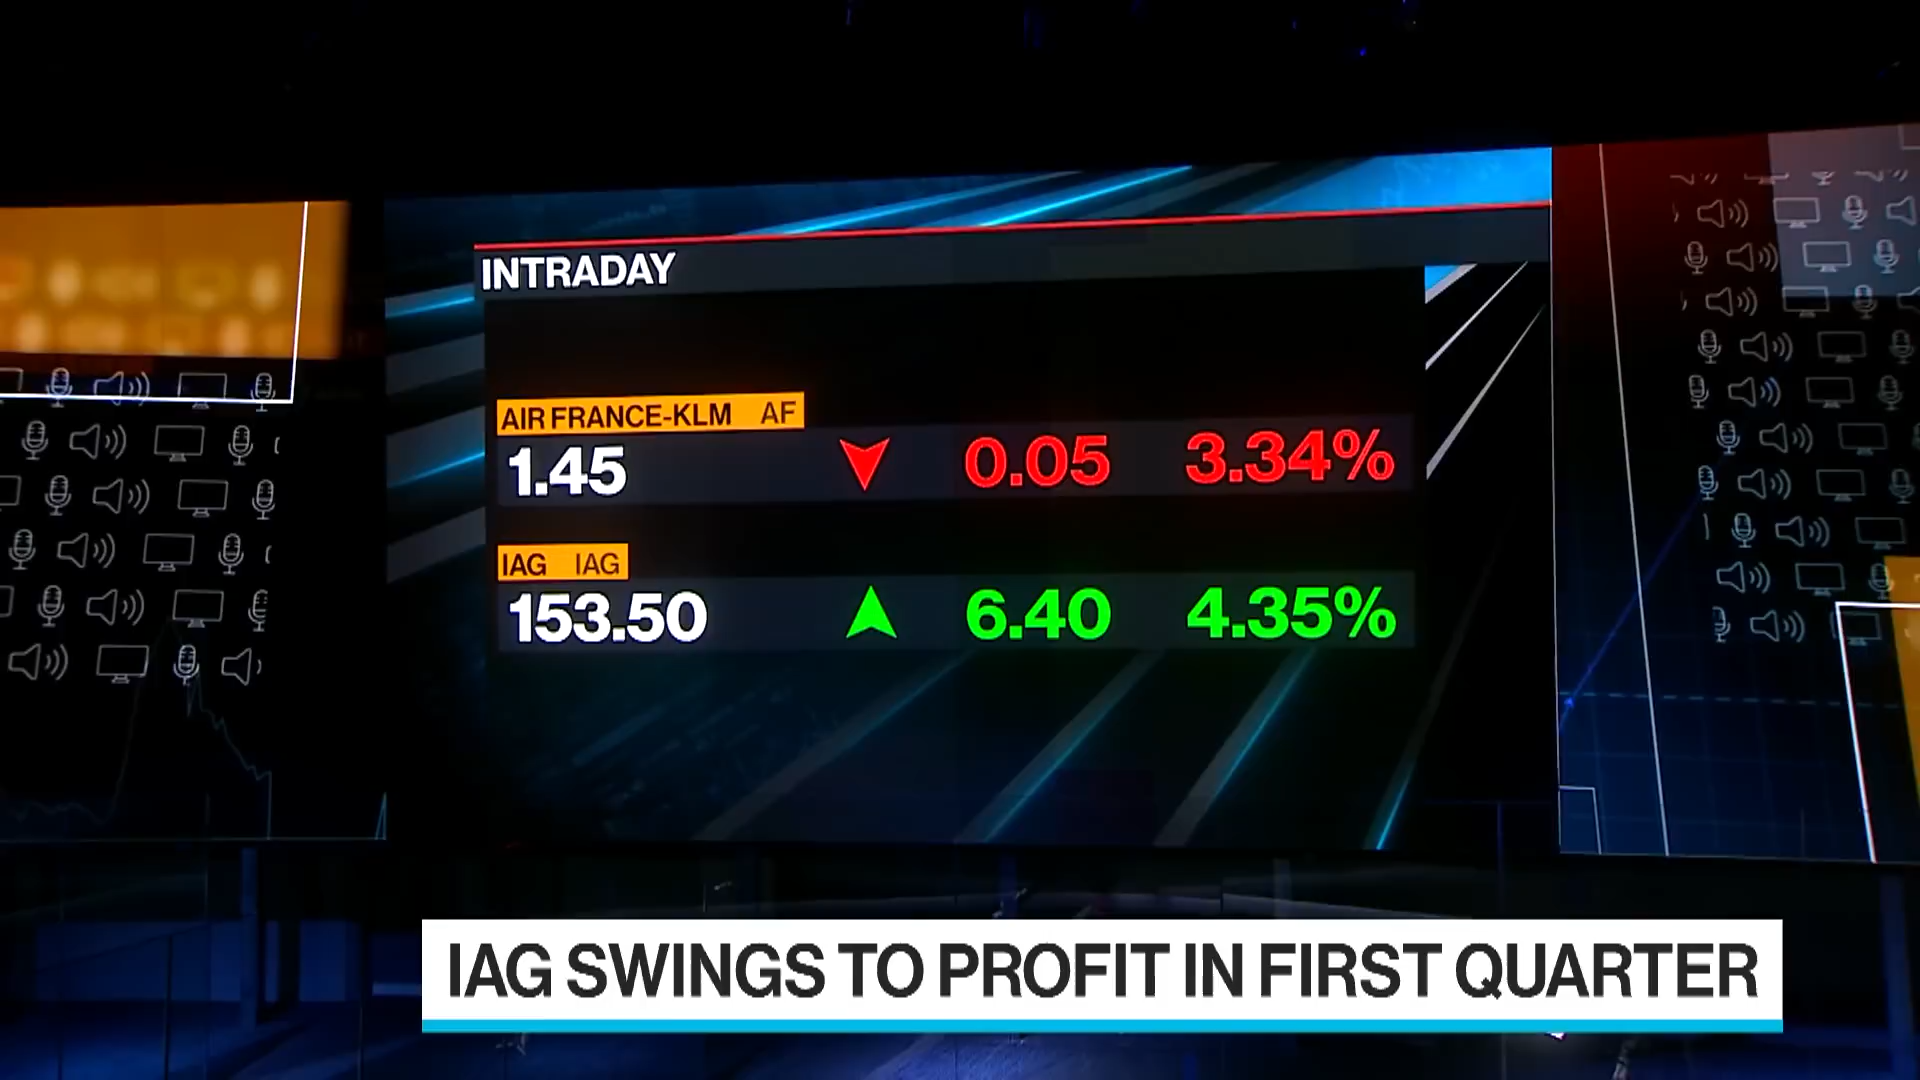 INTRADAY
AIR FRANCE-KLM AF
1.45 ▼ 0.05 3.34%
IAG IAG
153.50 ▲ 6.40 4.35%
IAG SWINGS TO PROFIT IN FIRST QUARTER